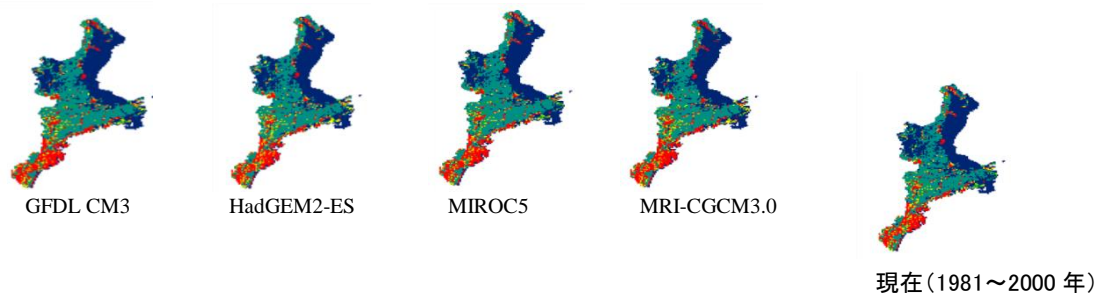 GFDL CM3
HadGEM2-ES
MIROC5
MRI-CGCM3.0
現在(1981～2000 年)